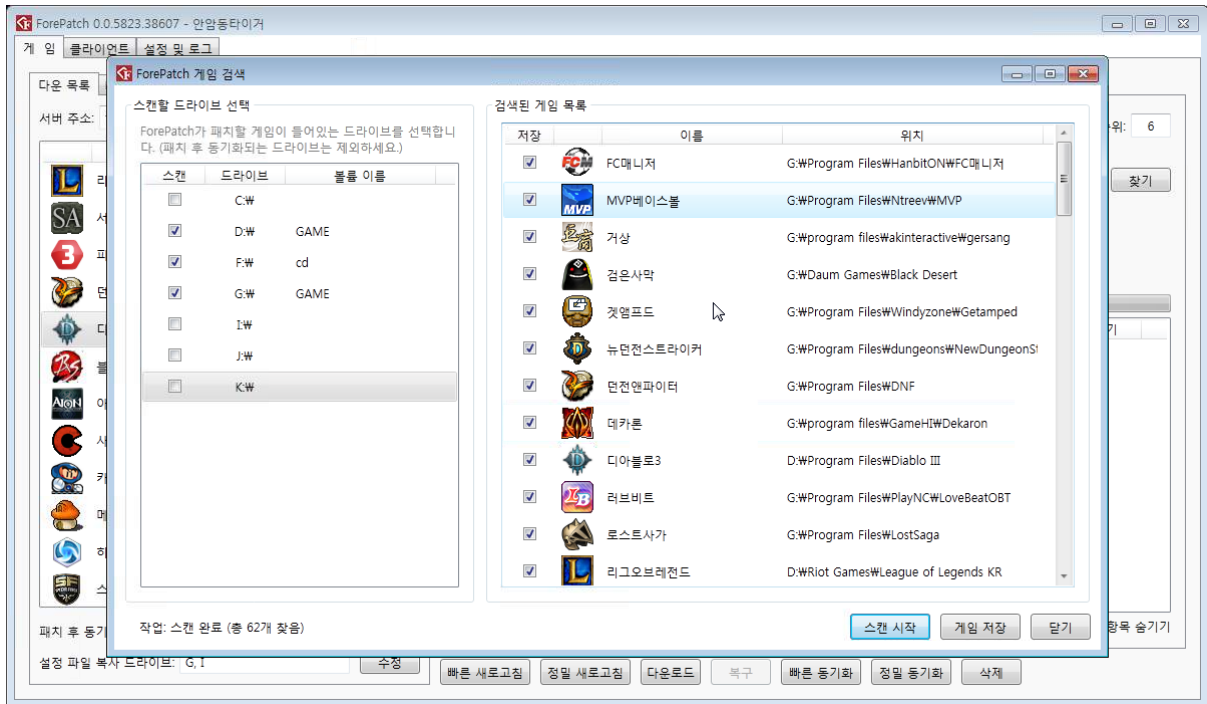 ForePatch 0.0.5823.38607 - 안암동타이거
게 임 클라이언트 설정 및 로그
ForePatch 게임 검색
다운 목록
서버 주소:
위: 6
찾기
스캔할 드라이브 선택
ForePatch가 패치할 게임이 들어있는 드라이브를 선택합니
다. (패치 후 동기화되는 드라이브는 제외하세요.)
스캔 드라이브 볼륨 이름
C:₩
D:₩ GAME
F:₩ cd
G:₩ GAME
I:₩
J:₩
K:₩
검색된 게임 목록
저장 이름 위치
FC매니저 G:₩Program Files₩HanbitON₩FC매니저
MVP베이스볼 G:₩Program Files₩Ntreev₩MVP
거상 G:₩program files₩akinteractive₩gersang
검은사막 G:₩Daum Games₩Black Desert
겟앰프드 G:₩Program Files₩Windyzone₩Getamped
뉴던전스트라이커 G:₩Program Files₩dungeons₩NewDungeonSt
던전앤파이터 G:₩Program Files₩DNF
데카론 G:₩program files₩GameHI₩Dekaron
디아블로3 D:₩Program Files₩Diablo III
러브비트 G:₩Program Files₩PlayNC₩LoveBeatOBT
로스트사가 G:₩Program Files₩LostSaga
리그오브레전드 D:₩Riot Games₩League of Legends KR
작업: 스캔 완료 (총 62개 찾음)
스캔 시작 게임 저장 닫기
패치 후 동기
항목 숨기기
설정 파일 복사 드라이브: G, I 수정
빠른 새로고침 정밀 새로고침 다운로드 복구 빠른 동기화 정밀 동기화 삭제